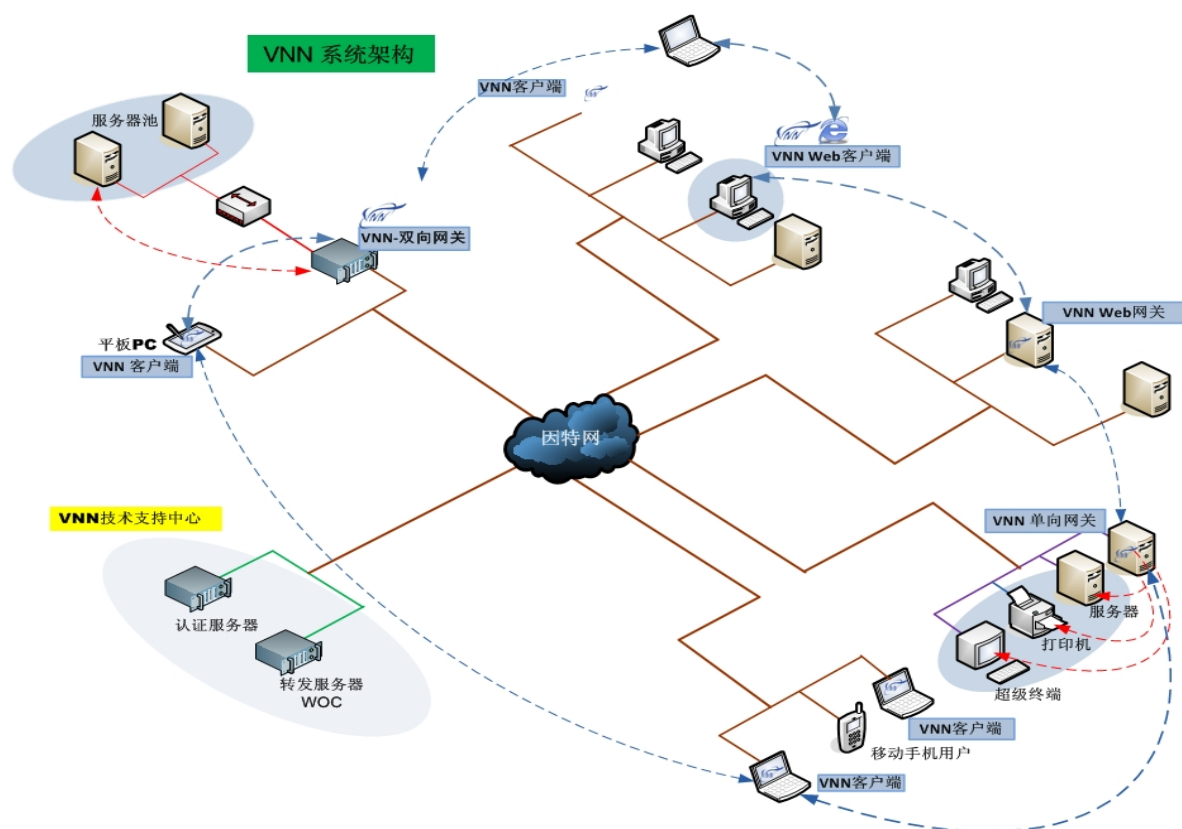 VNN 系统架构
VNN客户端
服务器池
VNN
VNN
VNN Web客户端
VNN
VNN-双向网关
VNN Web网关
平板PC
VNN 客户端
因特网
VNN技术支持中心
VNN 单向网关
服务器
认证服务器
打印机
转发服务器
WOC
超级终端
VNN客户端
移动手机用户
VNN客户端